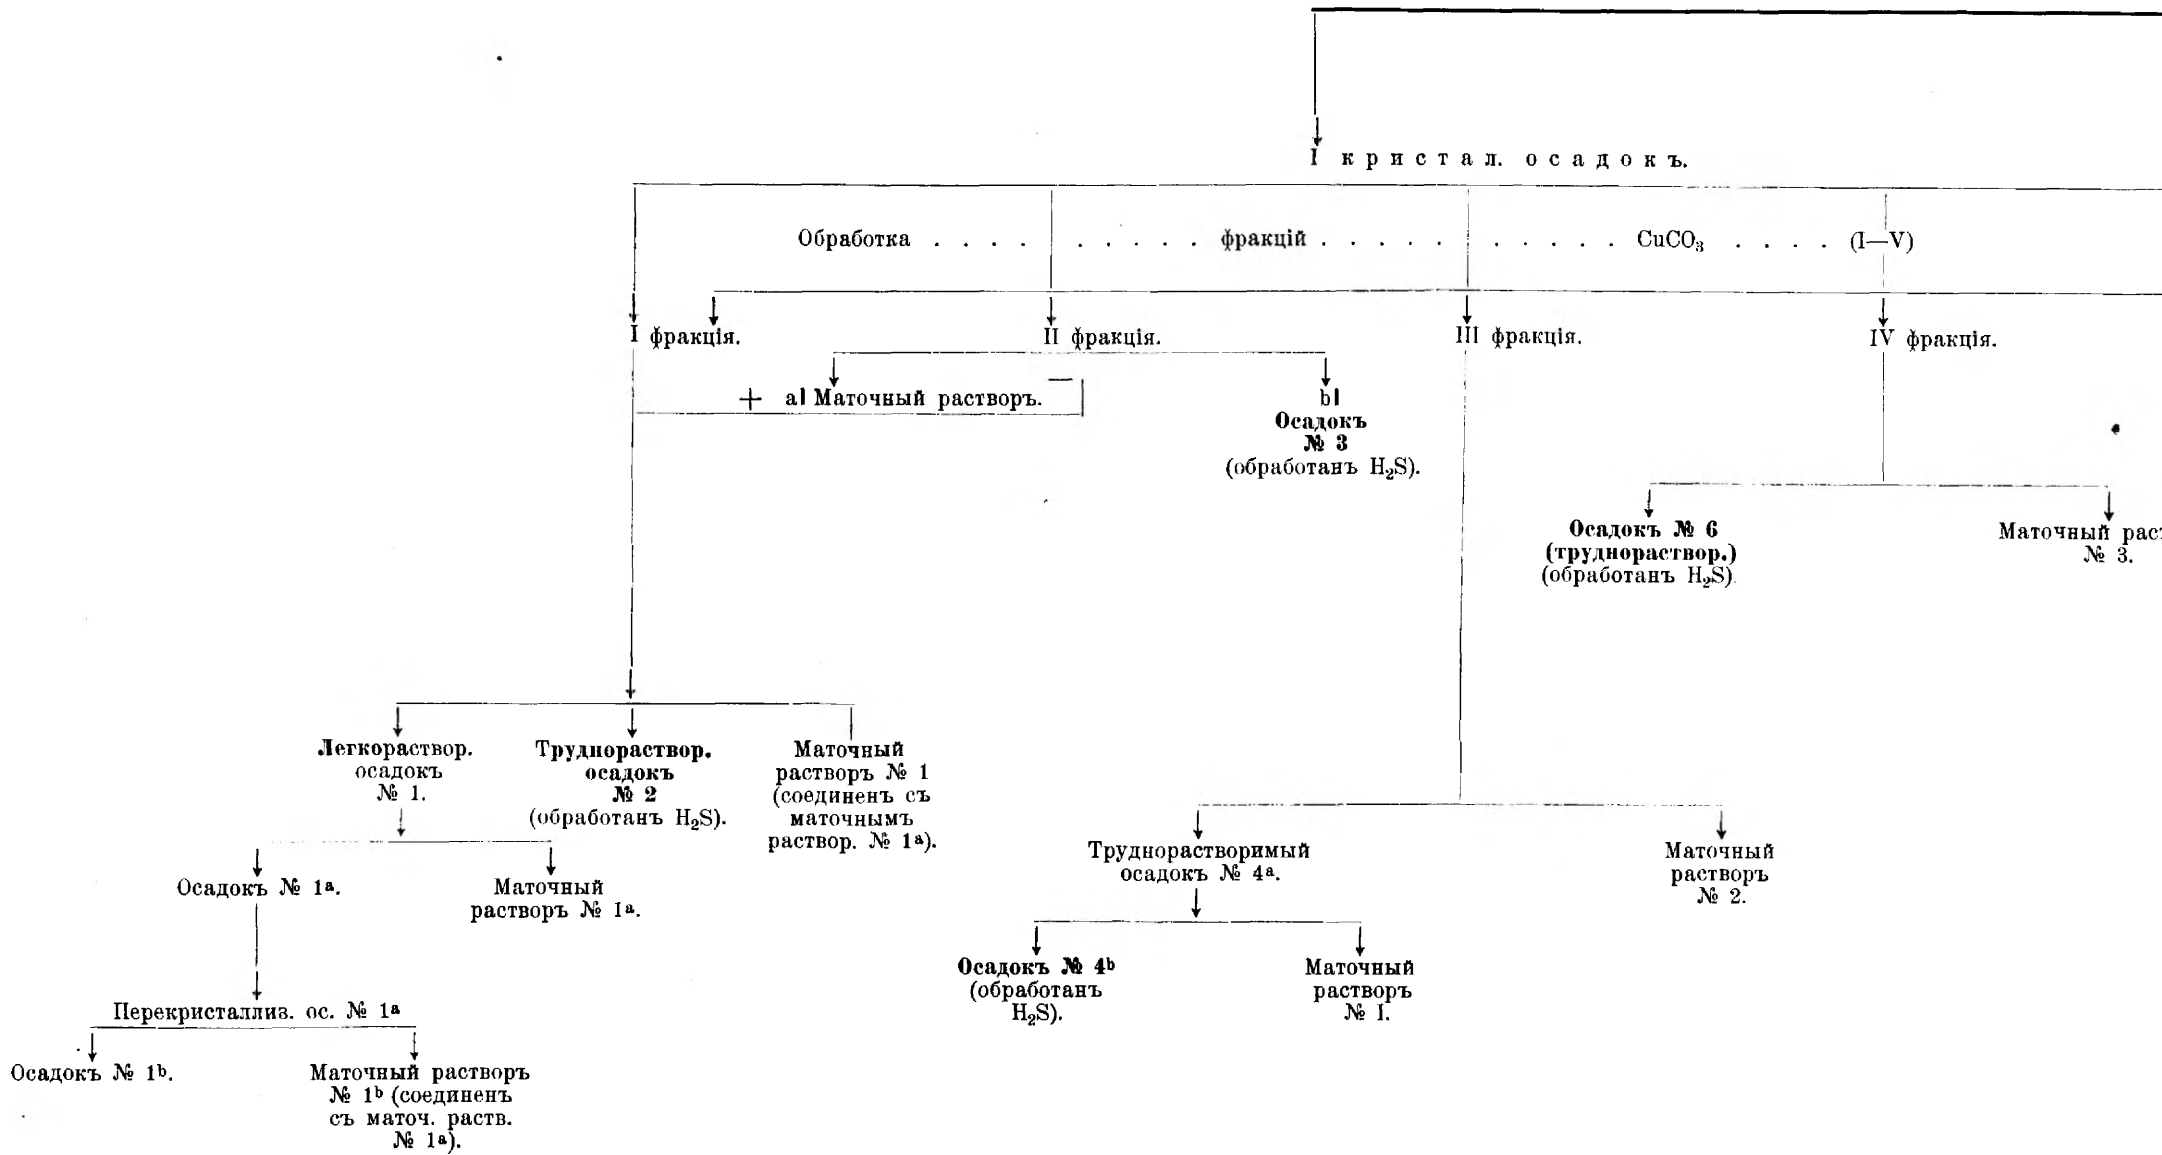 I кристал. осадокъ.
Обработка . . . . . . . . . фракцій . . . . . . . . . . CuCO₃ . . . . (I—V)
I фракція.
II фракція.
III фракція.
IV фракція.
+ a) Маточный растворъ. —
b)
Осадокъ
№ 3
(обработанъ H₂S).
Осадокъ № 6
(труднораствор.)
(обработанъ H₂S)
Маточный рас
№ 3.
Легкораствор.
осадокъ
№ 1.
Труднораствор.
осадокъ
№ 2
(обработанъ H₂S).
Маточный
растворъ № 1
(соединенъ съ
маточнымъ
раствор. № 1ᵃ).
Осадокъ № 1ᵃ.
Маточный
растворъ № 1ᵃ.
Труднорастворимый
осадокъ № 4ᵃ.
Маточный
растворъ
№ 2.
Осадокъ № 4ᵇ
(обработанъ
H₂S).
Маточный
растворъ
№ I.
Перекристаллиз. ос. № 1ᵃ
Осадокъ № 1ᵇ.
Маточный растворъ
№ 1ᵇ (соединенъ
съ маточ. раств.
№ 1ᵃ).